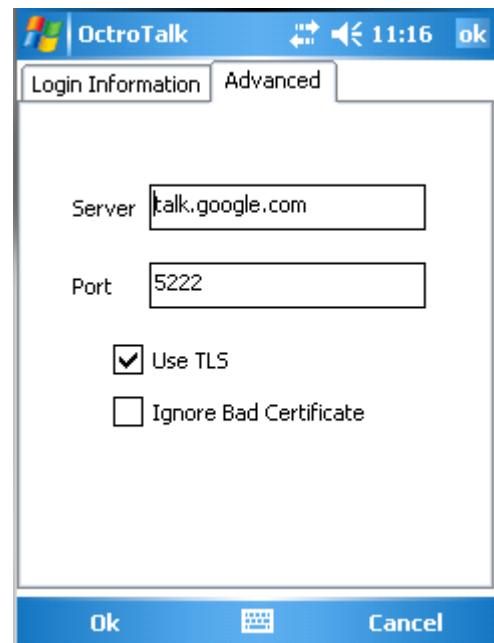 OctroTalk 11:16 ok
Login Information Advanced
Server talk.google.com
Port 5222
Use TLS
Ignore Bad Certificate
Ok Cancel